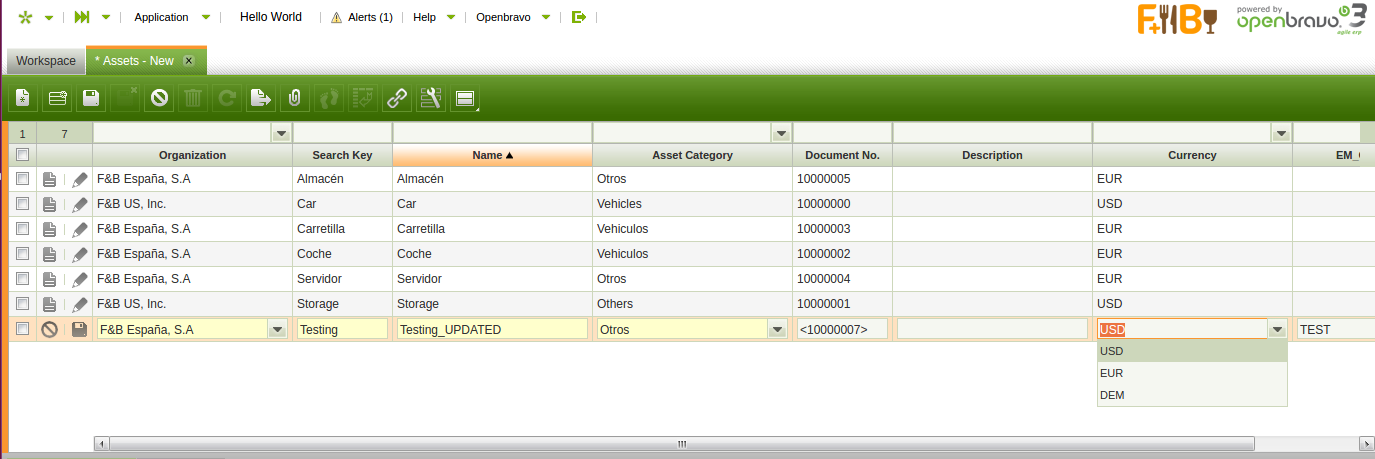 Application Hello World Alerts (1) Help Openbravo F&B powered by openbravo 3 agile erp
Workspace * Assets - New x
1 7
Organization Search Key Name Asset Category Document No. Description Currency EM_
F&B España, S.A Almacén Almacén Otros 10000005 EUR
F&B US, Inc. Car Car Vehicles 10000000 USD
F&B España, S.A Carretilla Carretilla Vehiculos 10000003 EUR
F&B España, S.A Coche Coche Vehiculos 10000002 EUR
F&B España, S.A Servidor Servidor Otros 10000004 EUR
F&B US, Inc. Storage Storage Others 10000001 USD
F&B España, S.A Testing Testing_UPDATED Otros <10000007> USD TEST
USD
EUR
DEM